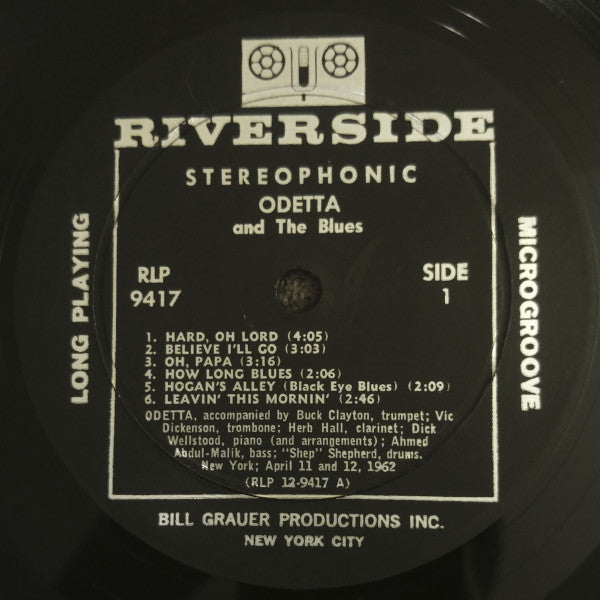 RIVERSIDE
STEREOPHONIC
ODETTA
and The Blues
LONG PLAYING
MICROGROOVE
RLP
9417
SIDE
1
1. HARD, OH LORD (4:05)
2. BELIEVE I'LL GO (3:03)
3. OH, PAPA (3:16)
4. HOW LONG BLUES (2:06)
5. HOGAN'S ALLEY (Black Eye Blues) (2:09)
6. LEAVIN' THIS MORNIN' (2:46)
ODETTA, accompanied by Buck Clayton, trumpet; Vic
Dickenson, trombone; Herb Hall, clarinet; Dick
Wellstood, piano (and arrangements); Ahmed
Abdul-Malik, bass; "Shep" Shepherd, drums.
New York; April 11 and 12, 1962
(RLP 12-9417 A)
BILL GRAUER PRODUCTIONS INC.
NEW YORK CITY